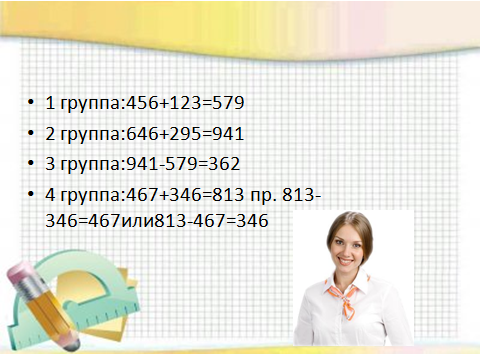 • 1 группа:456+123=579
• 2 группа:646+295=941
• 3 группа:941-579=362
• 4 группа:467+346=813 пр. 813-
346=467или813-467=346